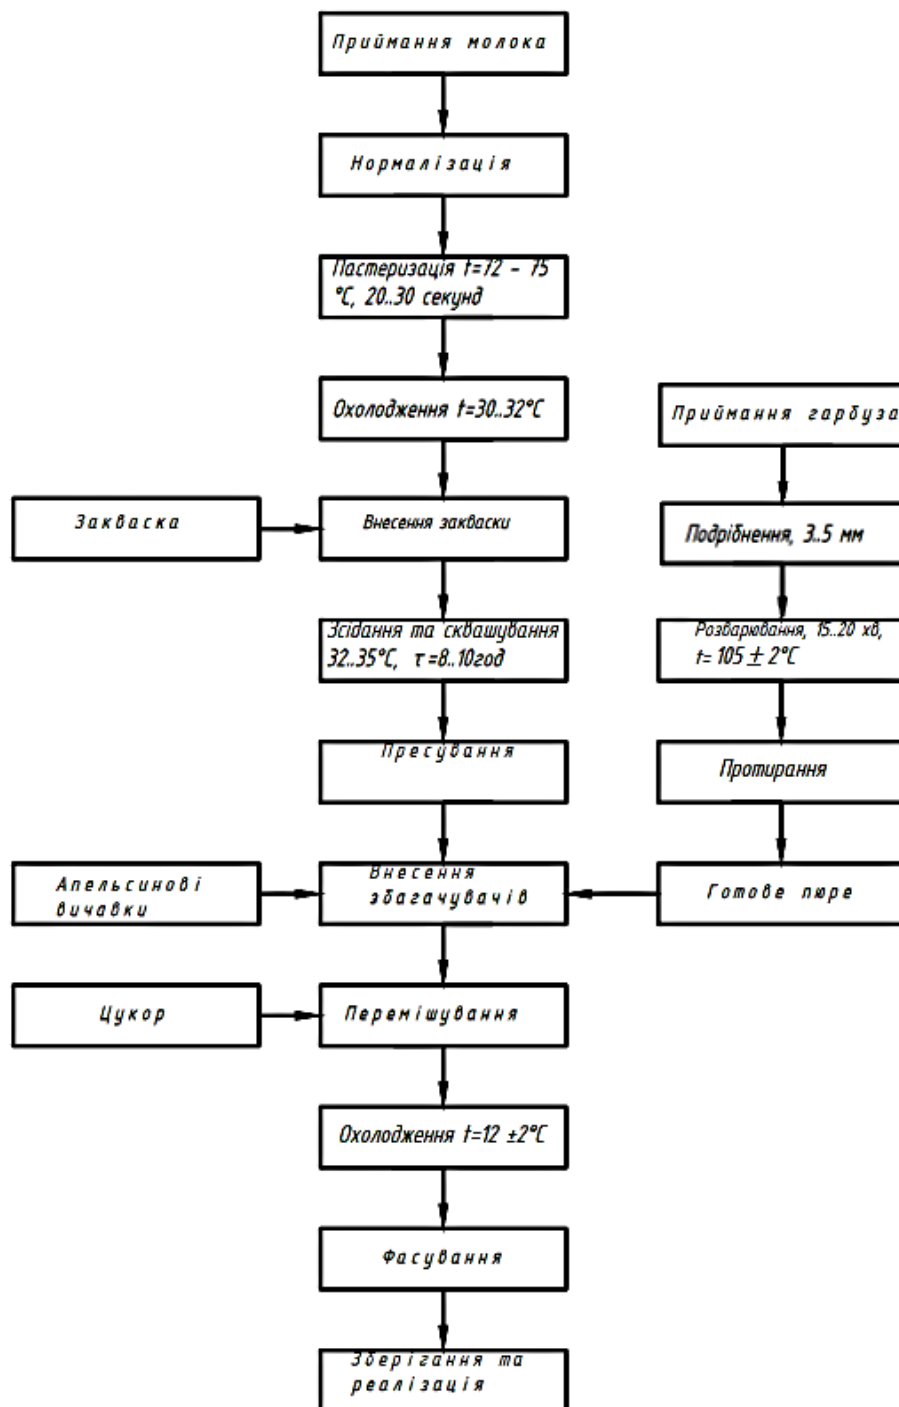 Приймання молока
Нормалізація
Пастеризація t=72 – 75
°С, 20..30 секунд
Охолодження t=30..32°С
Приймання гарбуза
Закваска
Внесення закваски
Подрібнення, 3..5 мм
Зсідання та сквашування
32..35°С, τ=8..10год
Розварювання, 15..20 хв,
t= 105 ± 2°С
Пресування
Протирання
Апельсинові
вичавки
Внесення
збагачувачів
Готове пюре
Цукор
Перемішування
Охолодження t=12 ±2°С
Фасування
Зберігання та
реалізація